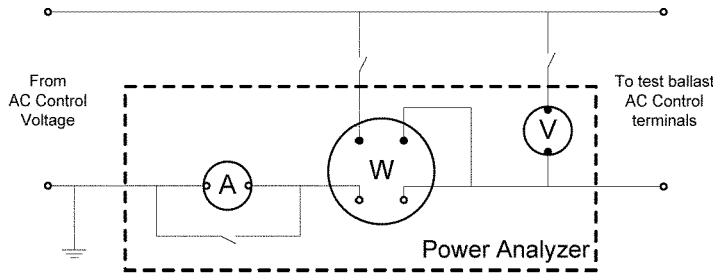 From
AC Control
Voltage
To test ballast
AC Control
terminals
A
W
V
Power Analyzer